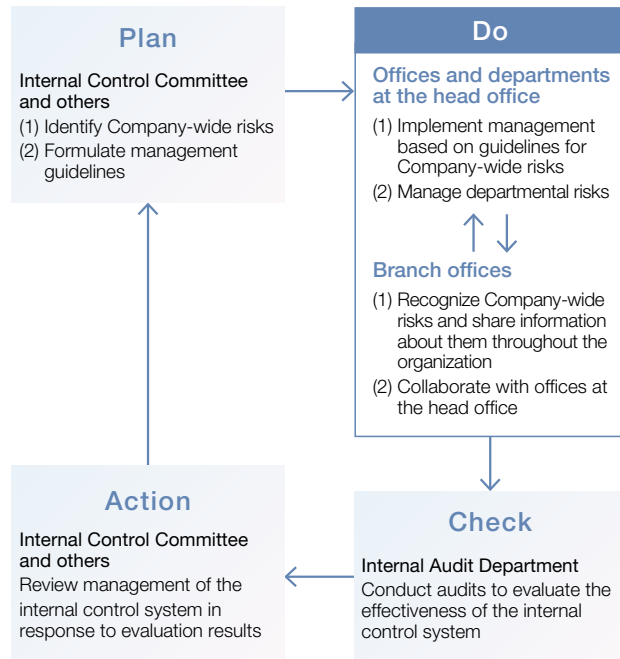 Plan
Internal Control Committee
and others
(1) Identify Company-wide risks
(2) Formulate management
guidelines
Do
Offices and departments
at the head office
(1) Implement management
based on guidelines for
Company-wide risks
(2) Manage departmental risks
Branch offices
(1) Recognize Company-wide
risks and share information
about them throughout the
organization
(2) Collaborate with offices at
the head office
Check
Internal Audit Department
Conduct audits to evaluate the
effectiveness of the internal
control system
Action
Internal Control Committee
and others
Review management of the
internal control system in
response to evaluation results